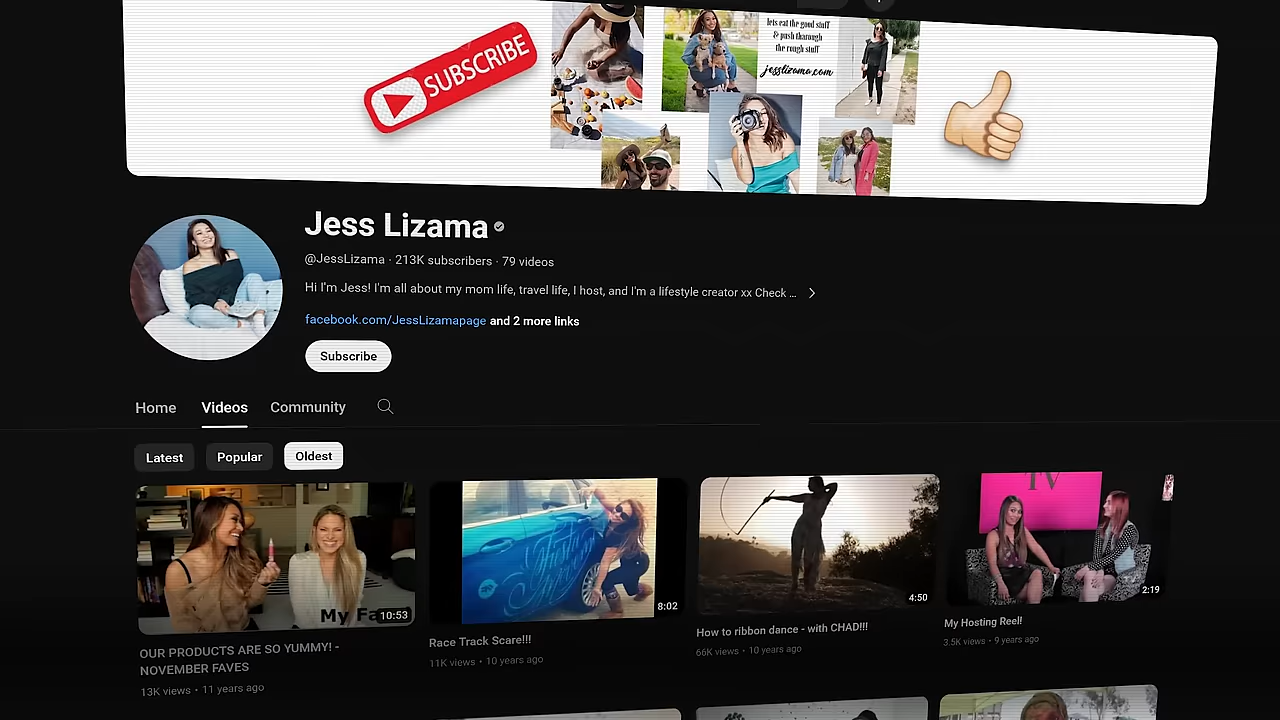 SUBSCRIBE
lets eat the good stuff
& push through
the rough stuff
jesslizama.com
Jess Lizama
@JessLizama · 213K subscribers · 79 videos
Hi I'm Jess! I'm all about my mom life, travel life, I host, and I'm a lifestyle creator xx Check ...
facebook.com/JessLizamapage and 2 more links
Subscribe
Home Videos Community
Latest Popular Oldest
My Fa
10:53
8:02
4:50
TV
2:19
OUR PRODUCTS ARE SO YUMMY! -
NOVEMBER FAVES
13K views • 11 years ago
Race Track Scare!!!
11K views • 10 years ago
How to ribbon dance - with CHAD!!!
66K views • 10 years ago
My Hosting Reel!
3.5K views • 9 years ago